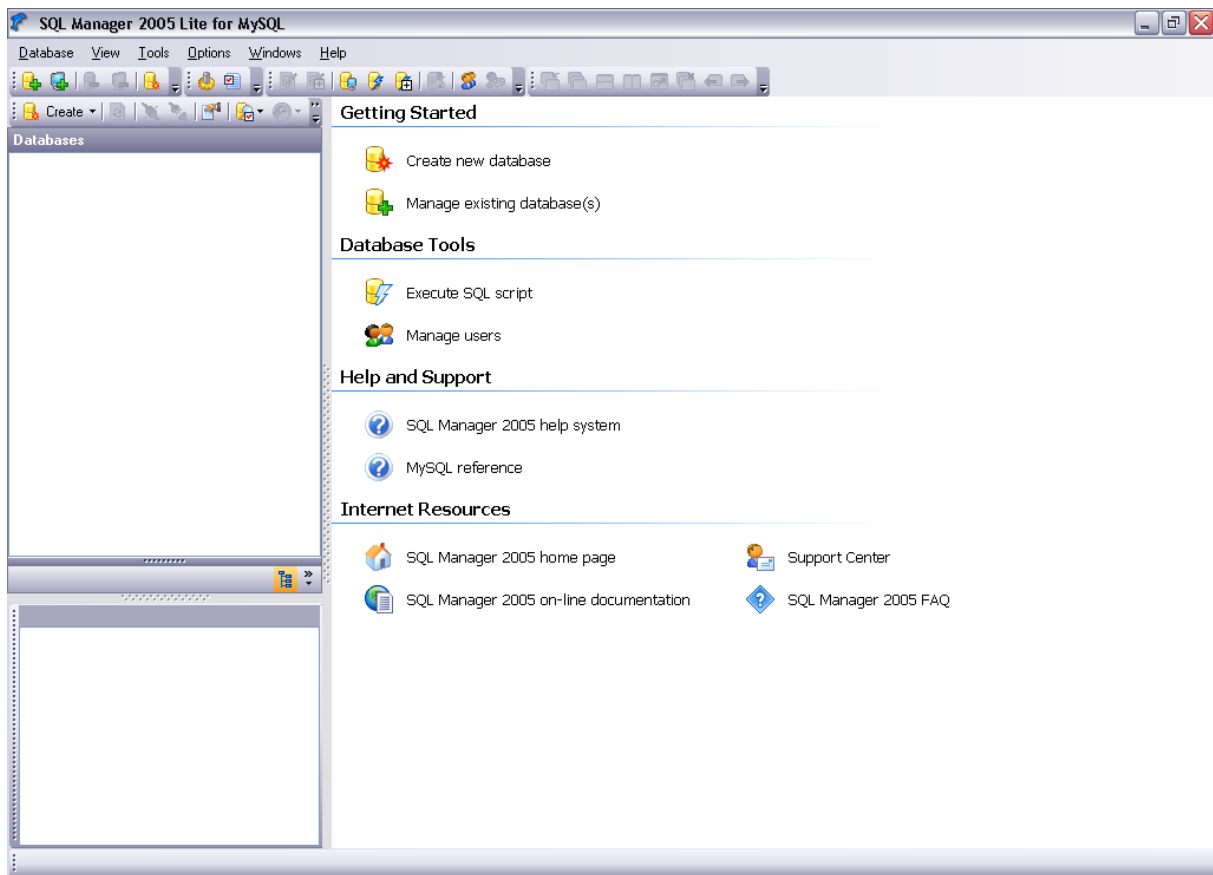 SQL Manager 2005 Lite for MySQL
Database View Tools Options Windows Help
Create
Databases
Getting Started
Create new database
Manage existing database(s)
Database Tools
Execute SQL script
Manage users
Help and Support
SQL Manager 2005 help system
MySQL reference
Internet Resources
SQL Manager 2005 home page Support Center
SQL Manager 2005 on-line documentation SQL Manager 2005 FAQ